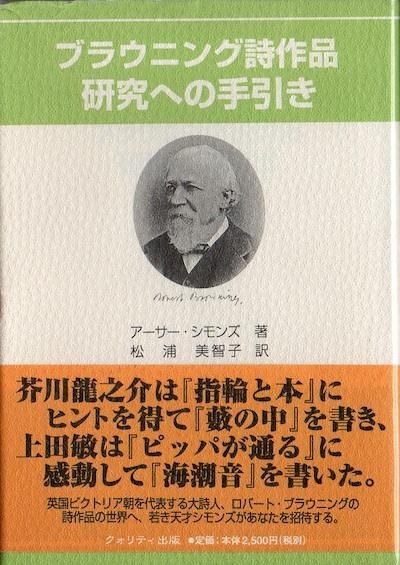 ブラウニング詩作品
研究への手引き
Robert Browning.
アーサー・シモンズ 著
松浦 美智子 訳
芥川龍之介は『指輪と本』に
ヒントを得て『藪の中』を書き、
上田敏は『ピッパが通る』に
感動して『海潮音』を書いた。
英国ビクトリア朝を代表する大詩人、ロバート・ブラウニングの
詩作品の世界へ、若き天才シモンズがあなたを招待する。
クォリティ出版 ●定価：本体2,500円（税別）